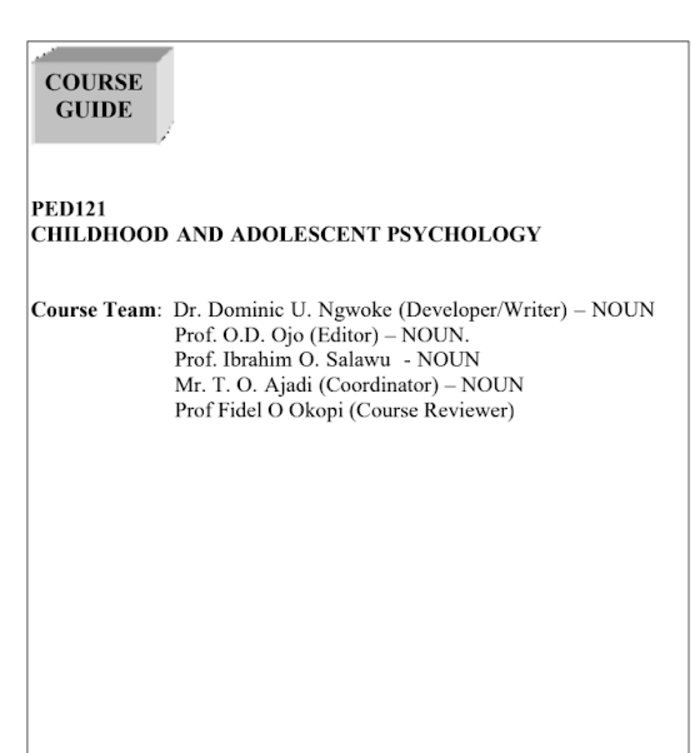 COURSE
GUIDE
PED121
CHILDHOOD AND ADOLESCENT PSYCHOLOGY
Course Team: Dr. Dominic U. Ngwoke (Developer/Writer) – NOUN
Prof. O.D. Ojo (Editor) – NOUN.
Prof. Ibrahim O. Salawu - NOUN
Mr. T. O. Ajadi (Coordinator) – NOUN
Prof Fidel O Okopi (Course Reviewer)